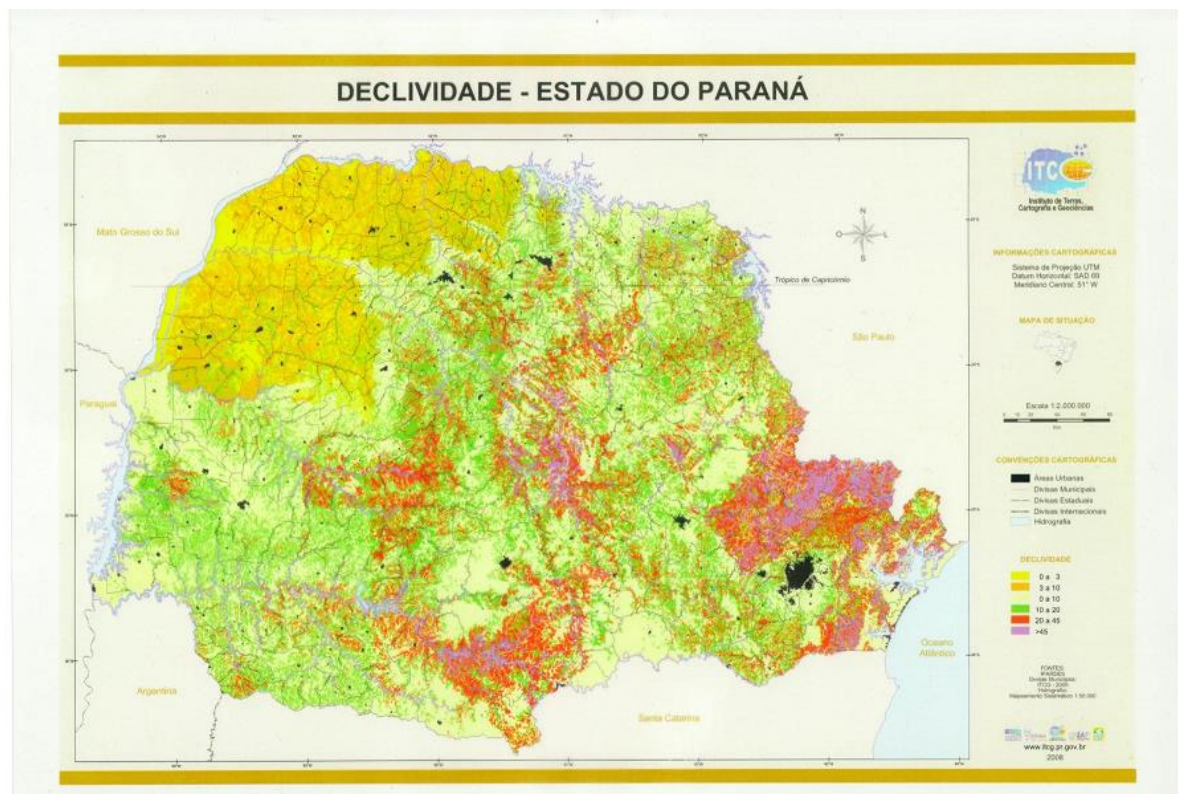 DECLIVIDADE - ESTADO DO PARANÁ
Mato Grosso do Sul
Paraguai
Argentina
Santa Catarina
São Paulo
Trópico de Capricórnio
Oceano
Atlântico
N
O
L
S
ITC
Instituto de Terras,
Cartografia e Geociências
INFORMAÇÕES CARTOGRÁFICAS
Sistema de Projeção UTM
Datum Horizontal: SAD 69
Meridiano Central: 51° W
MAPA DE SITUAÇÃO
Escala 1:2.000.000
CONVENÇÕES CARTOGRÁFICAS
Áreas Urbanas
Divisas Municipais
Divisas Estaduais
Divisas Internacionais
Hidrografia
DECLIVIDADE
0 a 3
3 a 10
0 a 10
10 a 20
20 a 45
>45
FONTES:
Hidrografia:
www.itcg.pr.gov.br
2008